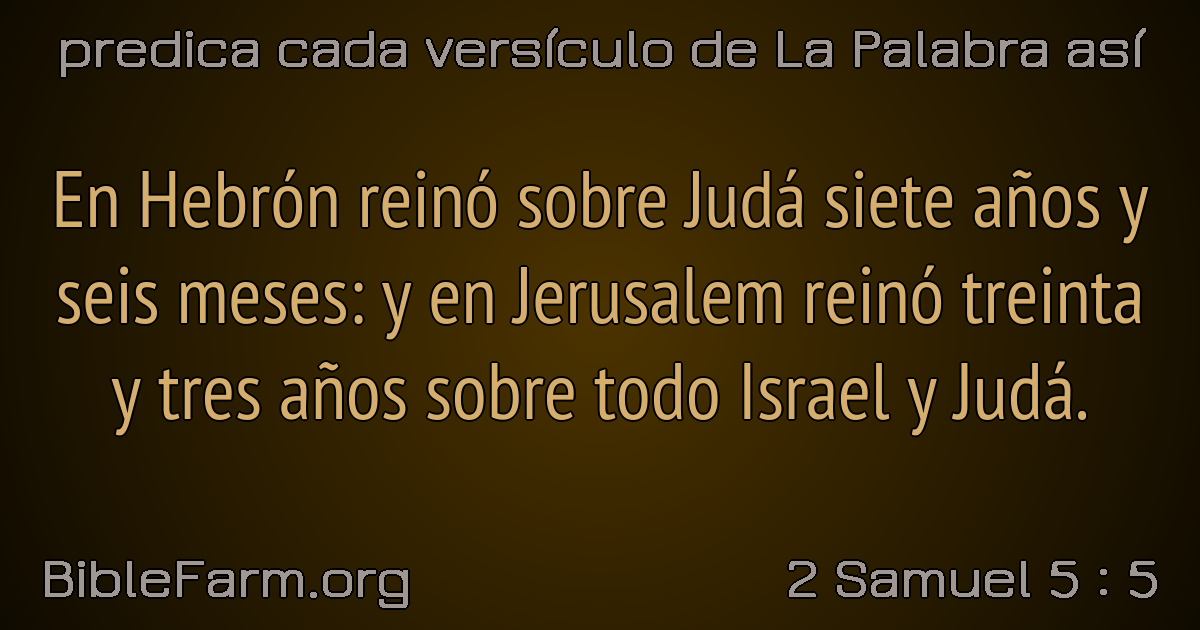 predica cada versículo de La Palabra así
En Hebrón reinó sobre Judá siete años y
seis meses: y en Jerusalem reinó treinta
y tres años sobre todo Israel y Judá.
BibleFarm.org
2 Samuel 5 : 5